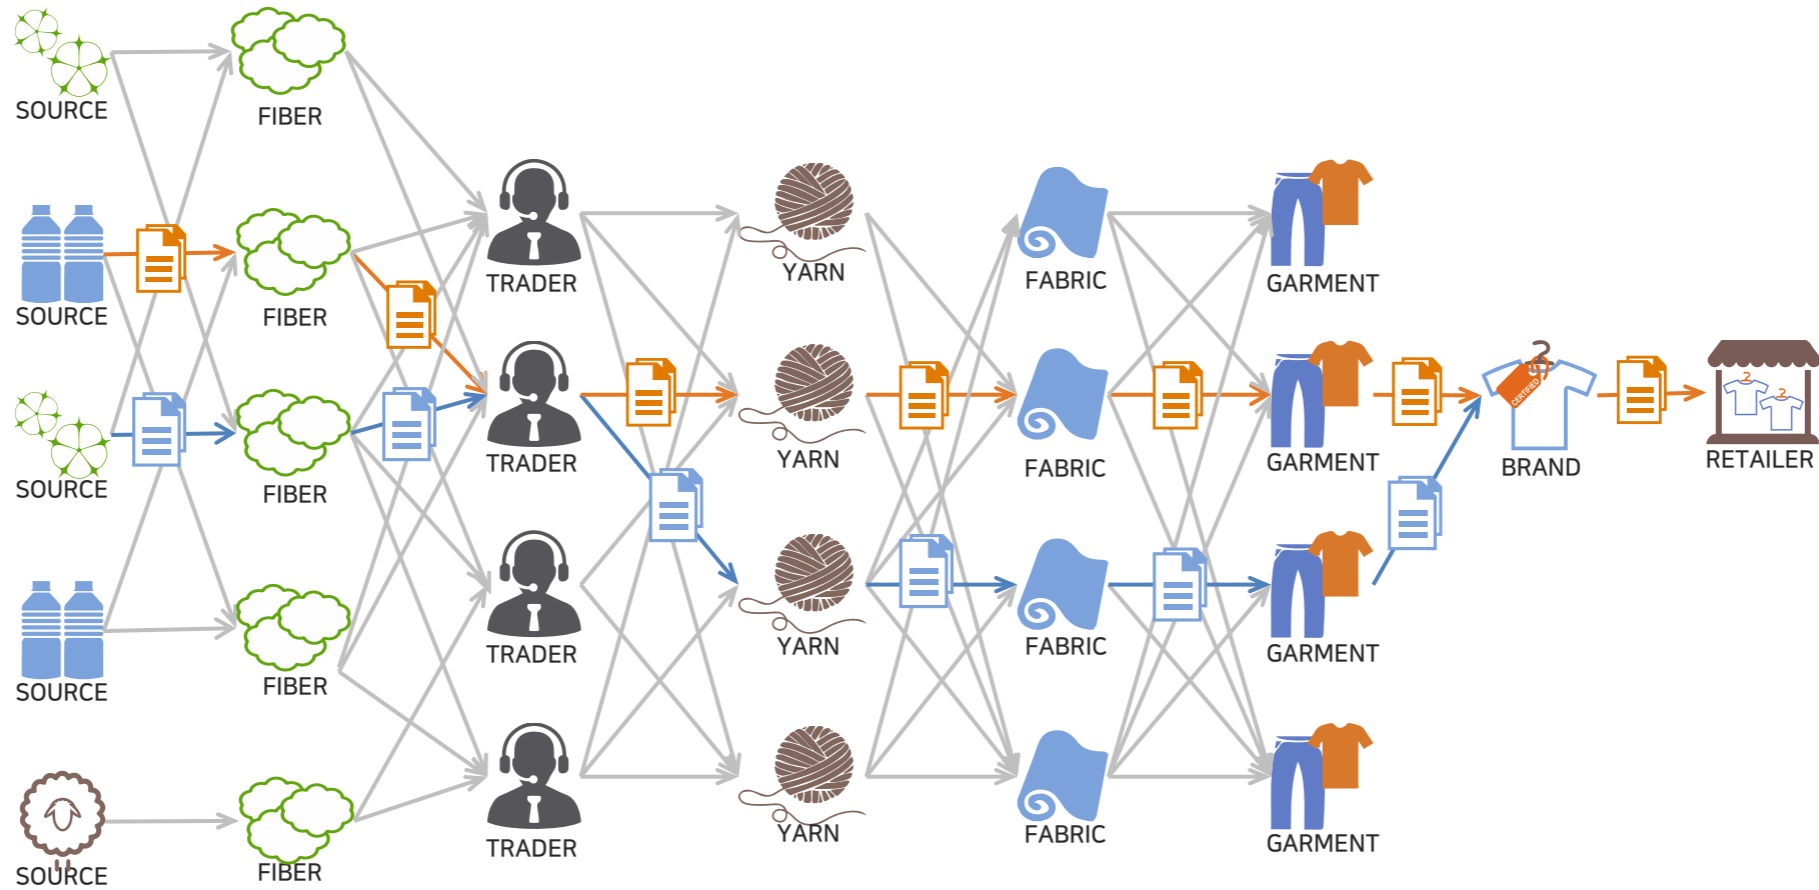 SOURCE
FIBER
SOURCE
FIBER
TRADER
YARN
FABRIC
GARMENT
SOURCE
FIBER
TRADER
YARN
FABRIC
GARMENT
CERTIFIED
BRAND
RETAILER
SOURCE
FIBER
TRADER
YARN
FABRIC
GARMENT
SOURCE
FIBER
TRADER
YARN
FABRIC
GARMENT